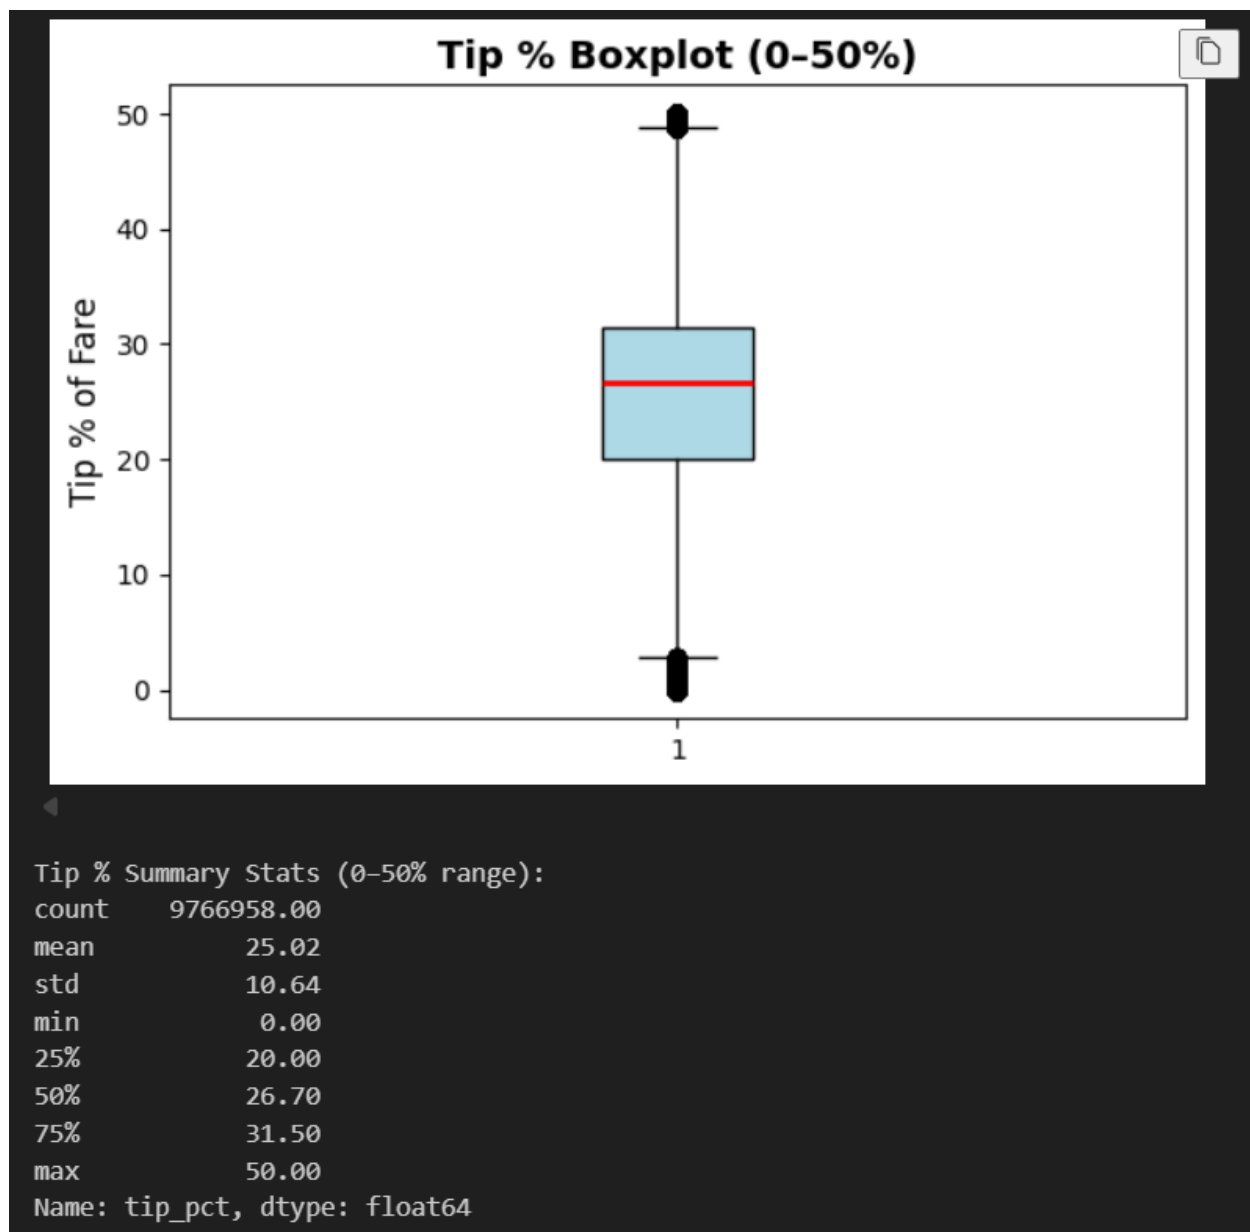 Tip % Boxplot (0–50%)
50
40
30
20
10
0
Tip % of Fare
1
Tip % Summary Stats (0–50% range):
count    9766958.00
mean          25.02
std           10.64
min            0.00
25%           20.00
50%           26.70
75%           31.50
max           50.00
Name: tip_pct, dtype: float64